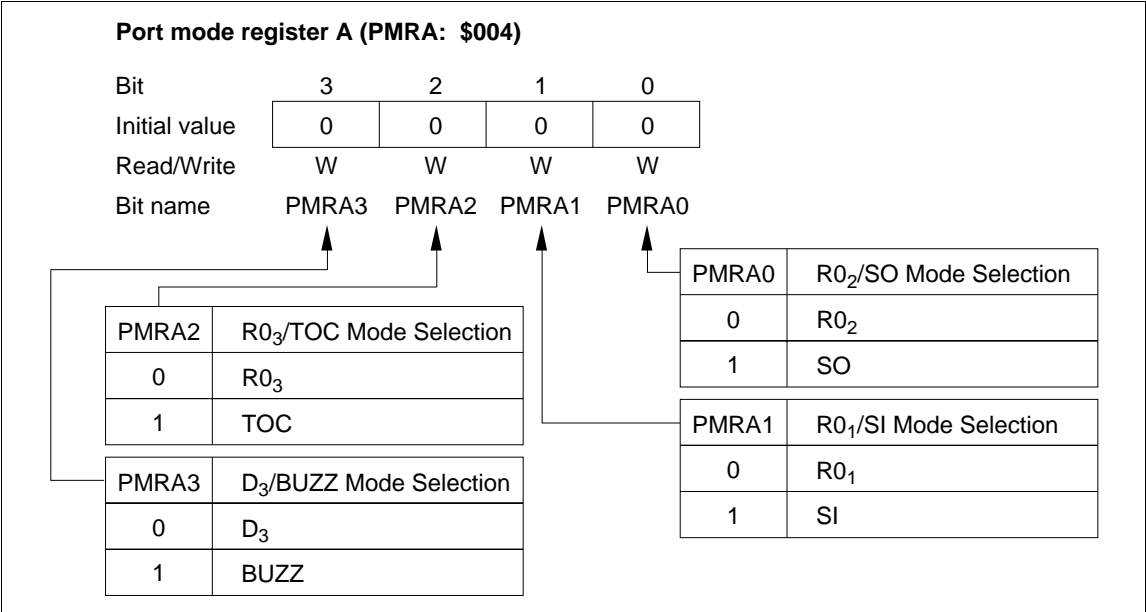 Port mode register A (PMRA: $004)
Bit 3 2 1 0
Initial value 0 0 0 0
Read/Write W W W W
Bit name PMRA3 PMRA2 PMRA1 PMRA0
PMRA0 R0₂/SO Mode Selection
0 R0₂
1 SO
PMRA2 R0₃/TOC Mode Selection
0 R0₃
1 TOC
PMRA1 R0₁/SI Mode Selection
0 R0₁
1 SI
PMRA3 D₃/BUZZ Mode Selection
0 D₃
1 BUZZ